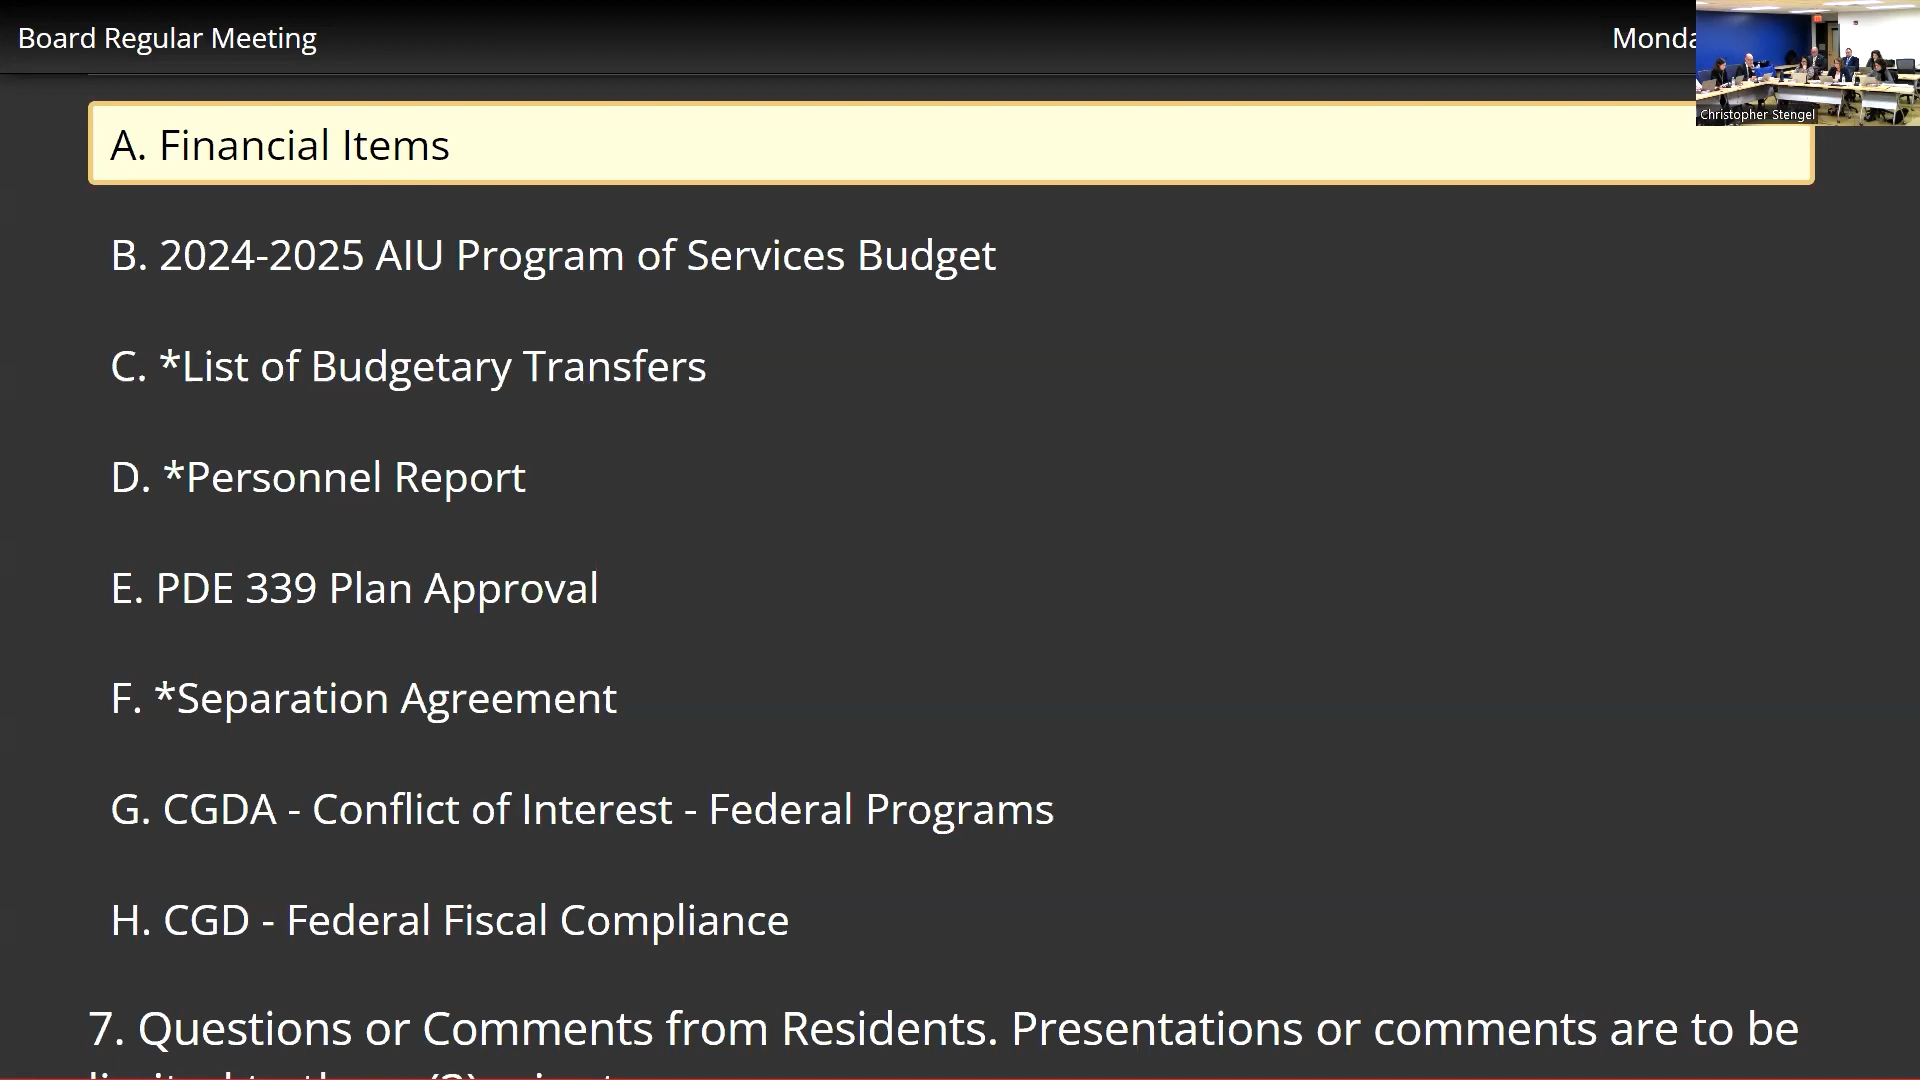 Board Regular Meeting
Monda
Christopher Stengel
A. Financial Items
B. 2024-2025 AIU Program of Services Budget
C. *List of Budgetary Transfers
D. *Personnel Report
E. PDE 339 Plan Approval
F. *Separation Agreement
G. CGDA - Conflict of Interest - Federal Programs
H. CGD - Federal Fiscal Compliance
7. Questions or Comments from Residents. Presentations or comments are to be